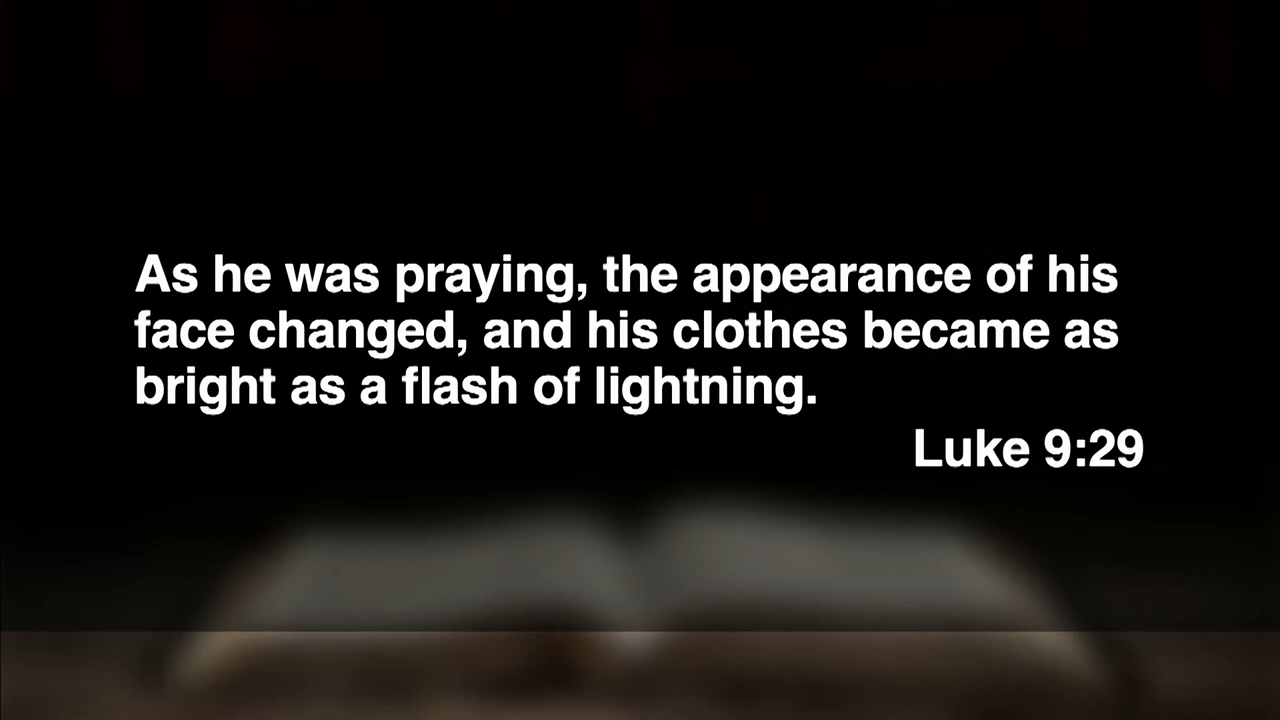 As he was praying, the appearance of his
face changed, and his clothes became as
bright as a flash of lightning.
Luke 9:29